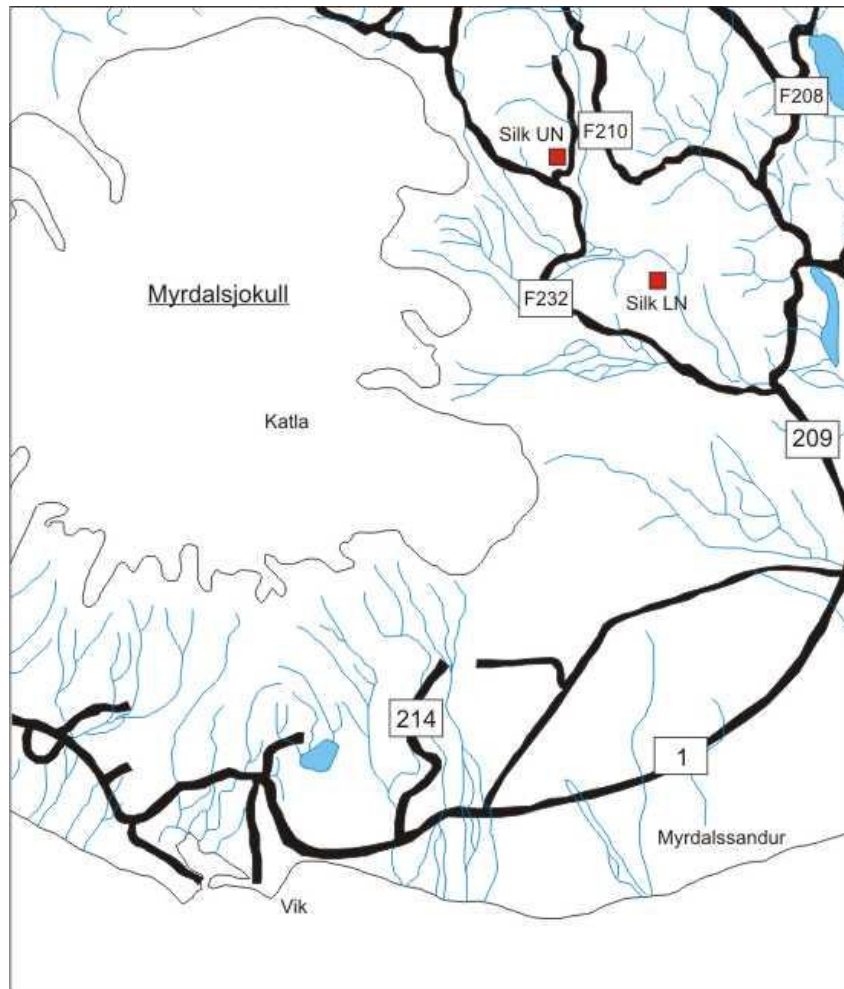 F208
Silk UN
F210
Myrdalsjokull
F232
Silk LN
Katla
209
214
1
Myrdalssandur
Vik